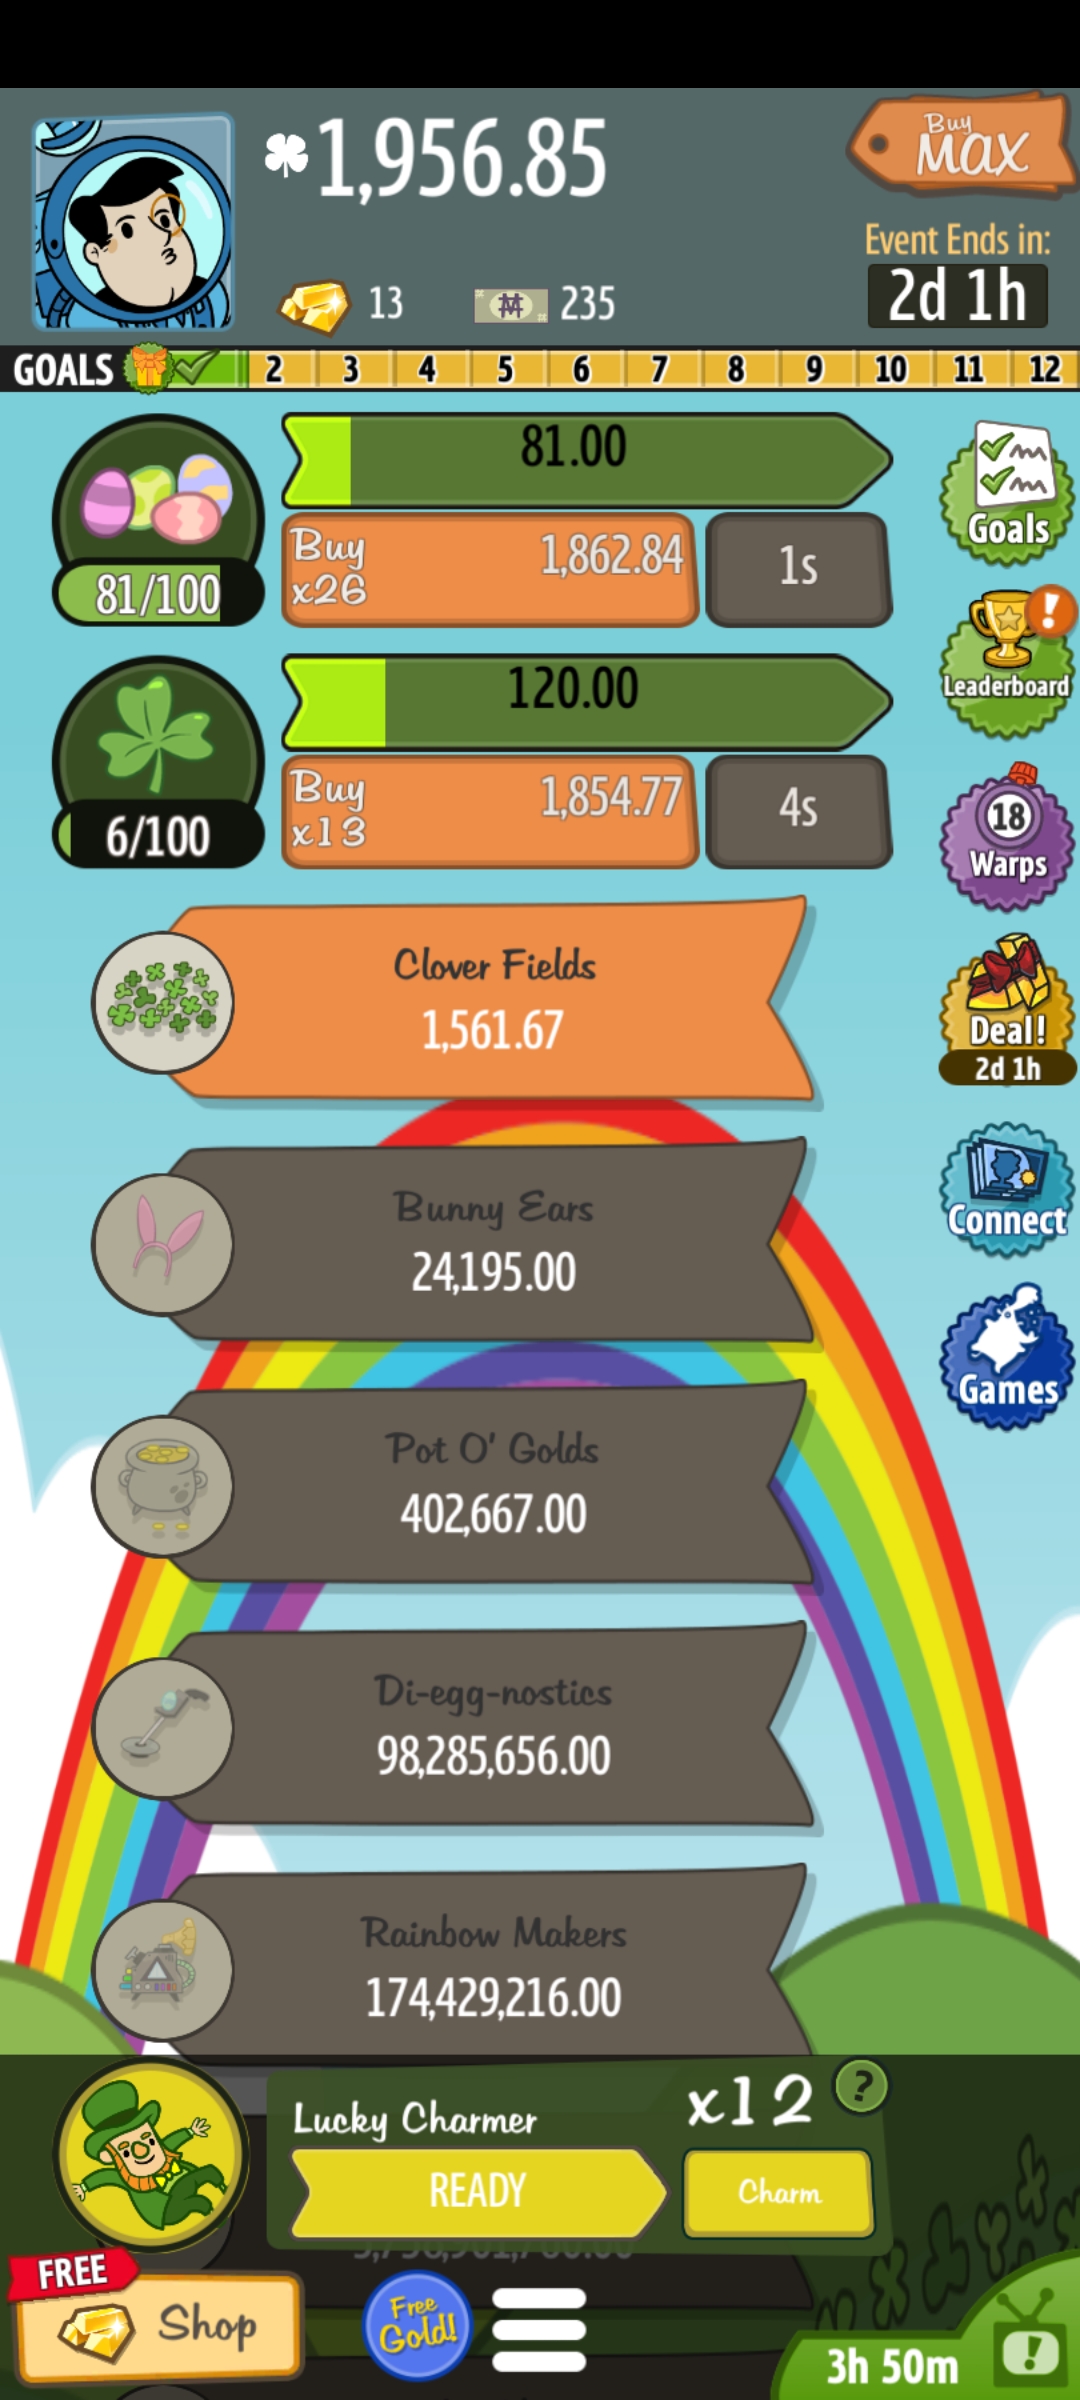 1,956.85
Buy
MAX
Event Ends in:
2d 1h
13
235
GOALS 2 3 4 5 6 7 8 9 10 11 12
81.00
Buy
x26
1,862.84
1s
81/100
Goals
120.00
Buy
x13
1,854.77
4s
6/100
!
Leaderboard
18
Warps
Clover Fields
1,561.67
Deal!
2d 1h
Bunny Ears
24,195.00
Connect
Games
Pot O' Golds
402,667.00
Di-egg-nostics
98,285,656.00
Rainbow Makers
174,429,216.00
Lucky Charmer
x12
?
READY
Charm
FREE
Shop
Free
Gold!
3h 50m
!